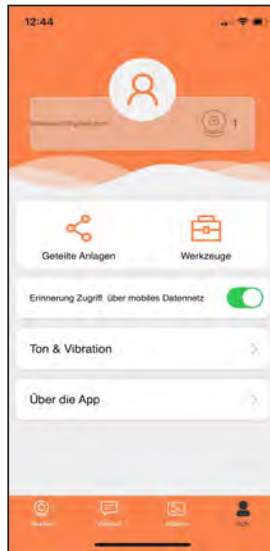 12:44
1
Geteilte Anlagen
Werkzeuge
Erinnerung Zugriff über mobiles Datennetz
Ton & Vibration
Über die App